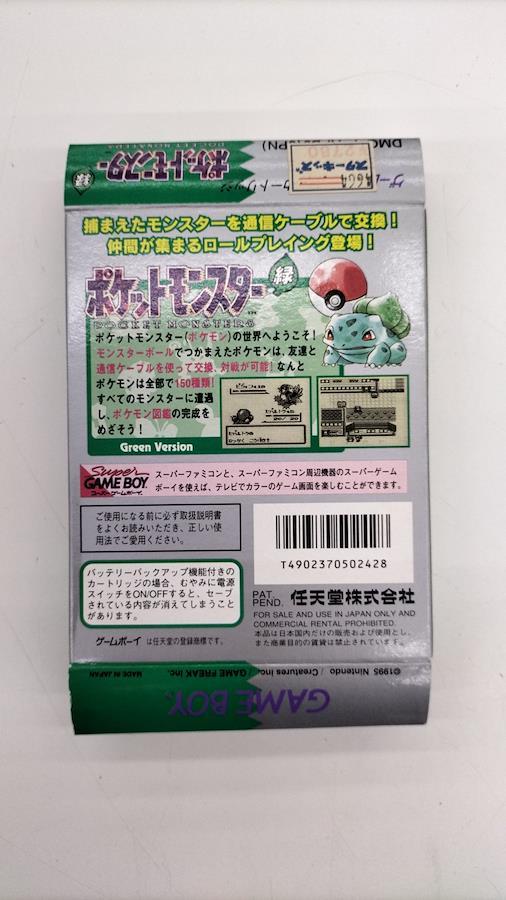 ゲーム
カートリッジ
DMG
PN)
スターキッズ
2780
ポケットモンスター
POCKET MONSTERS
緑
捕まえたモンスターを通信ケーブルで交換!
仲間が集まるロールプレイング登場!
ポケットモンスター 緑
POCKET MONSTERS
ポケットモンスター(ポケモン)の世界へようこそ!
モンスターボールでつかまえたポケモンは、友達と
通信ケーブルを使って交換、対戦が可能!なんと
ポケモンは全部で150種類!
すべてのモンスターに遭遇
し、ポケモン図鑑の完成を
めざそう!
Green Version
Super
GAME BOY
スーパーゲームボーイ
スーパーファミコンと、スーパーファミコン周辺機器のスーパーゲーム
ボーイを使えば、テレビでカラーのゲーム画面を楽しむことができます。
ご使用になる前に必ず取扱説明書
をよくお読みいただき、正しい使
用法でご愛用ください。
バッテリーバックアップ機能付きの
カートリッジの場合、むやみに電源
スイッチをON/OFFすると、セーブ
されている内容が消えてしまうこと
があります。
ゲームボーイ は任天堂の登録商標です。
T4902370502428
PAT. PEND. 任天堂株式会社
FOR SALE AND USE IN JAPAN ONLY AND
COMMERCIAL RENTAL PROHIBITED.
本品は日本国内だけの販売および使用とし、
また商業目的の賃貸は禁止されています。
©1995 Nintendo / Creatures inc. / GAME FREAK inc.
MADE IN JAPAN
GAME BOY